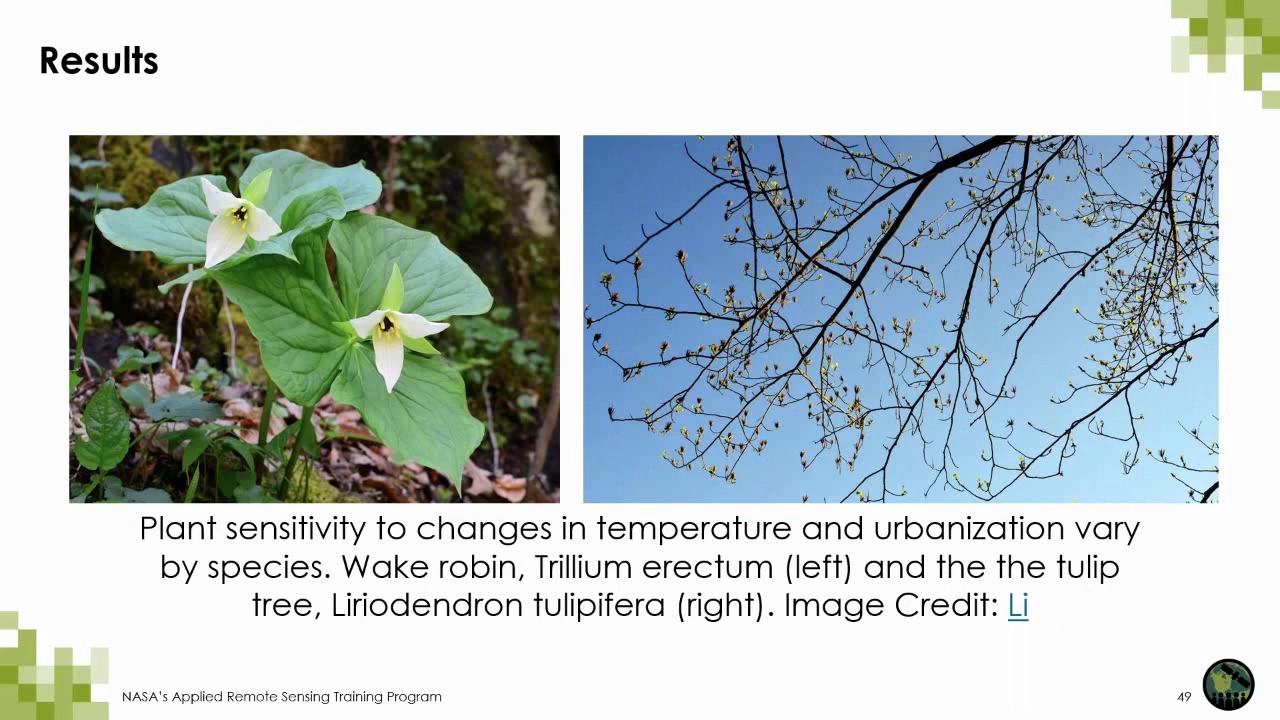 Results
Plant sensitivity to changes in temperature and urbanization vary
by species. Wake robin, Trillium erectum (left) and the the tulip
tree, Liriodendron tulipifera (right). Image Credit: Li
NASA's Applied Remote Sensing Training Program
49